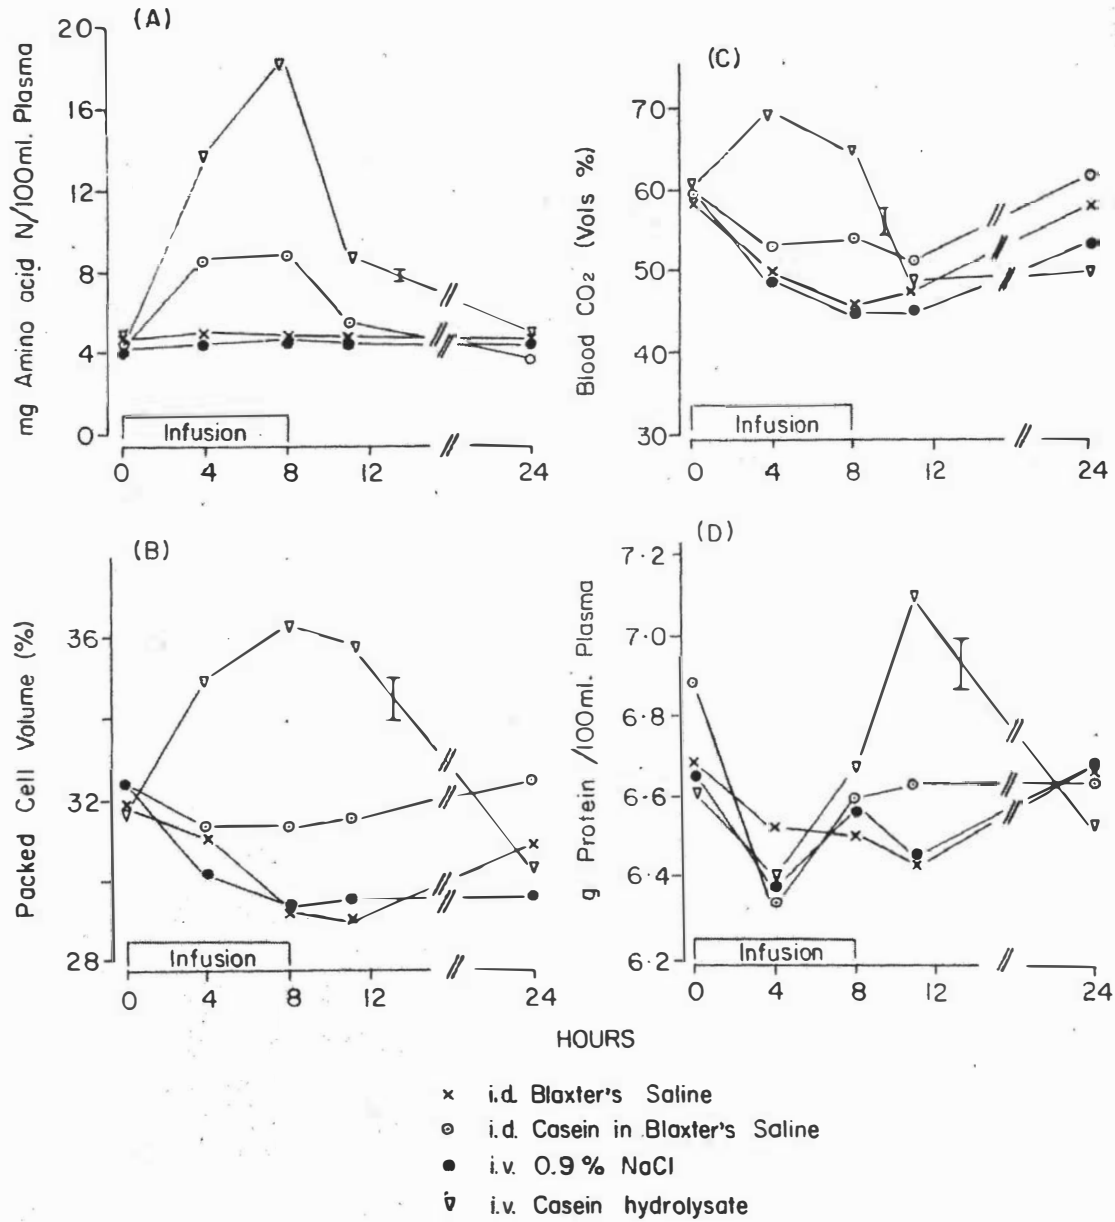 (A)
mg Amino acid N/100ml. Plasma
20
16
12
8
4
0
Infusion
0 4 8 12 24
(C)
Blood CO₂ (Vols %)
70
60
50
40
30
Infusion
0 4 8 12 24
(B)
Packed Cell Volume (%)
36
32
28
Infusion
0 4 8 12 24
(D)
g Protein /100ml. Plasma
7·2
7·0
6·8
6·6
6·4
6·2
Infusion
0 4 8 12 24
HOURS
i.d. Blaxter's Saline
i.d. Casein in Blaxter's Saline
i.v. 0.9% NaCl
i.v. Casein hydrolysate